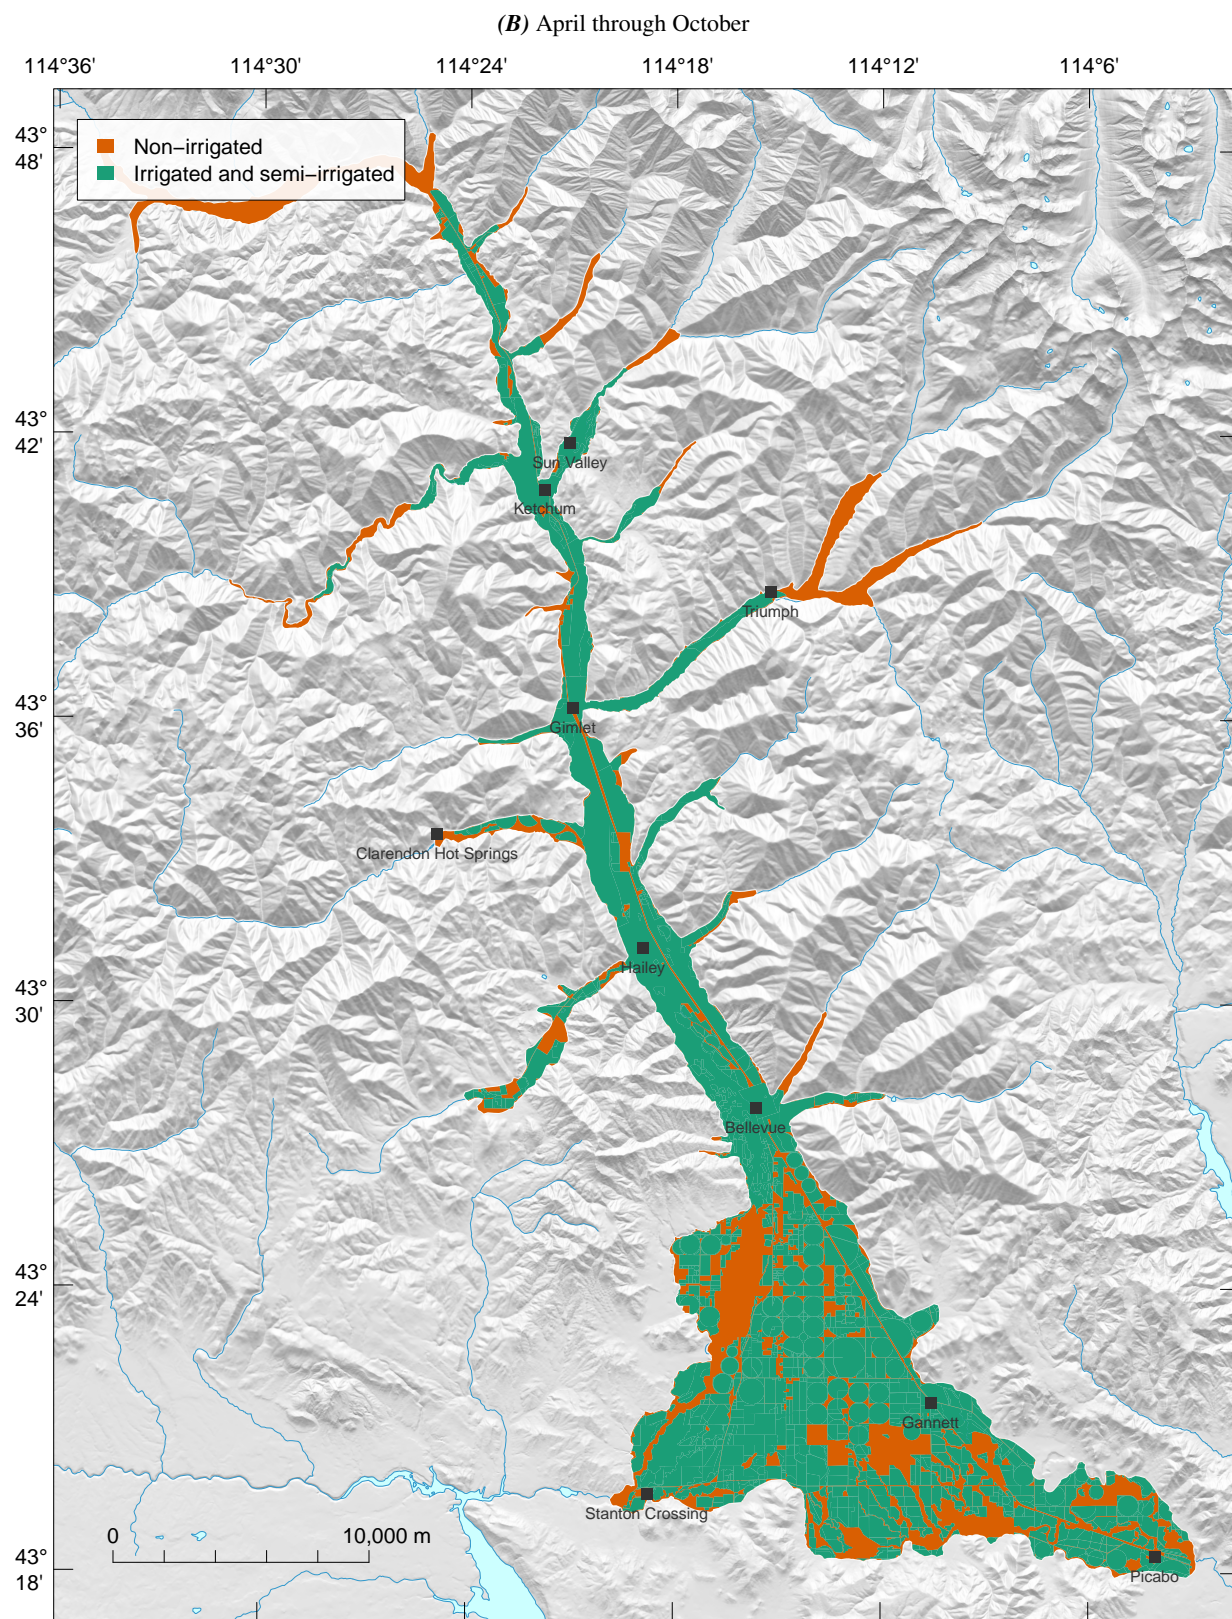 (B) April through October
114°36' 114°30' 114°24' 114°18' 114°12' 114°6'
43°
48'
Non−irrigated
Irrigated and semi−irrigated
43°
42'
Sun Valley
Ketchum
Triumph
43°
36'
Gimlet
Clarendon Hot Springs
Hailey
43°
30'
Bellevue
43°
24'
Gannett
Stanton Crossing
0 10,000 m
43°
18'
Picabo